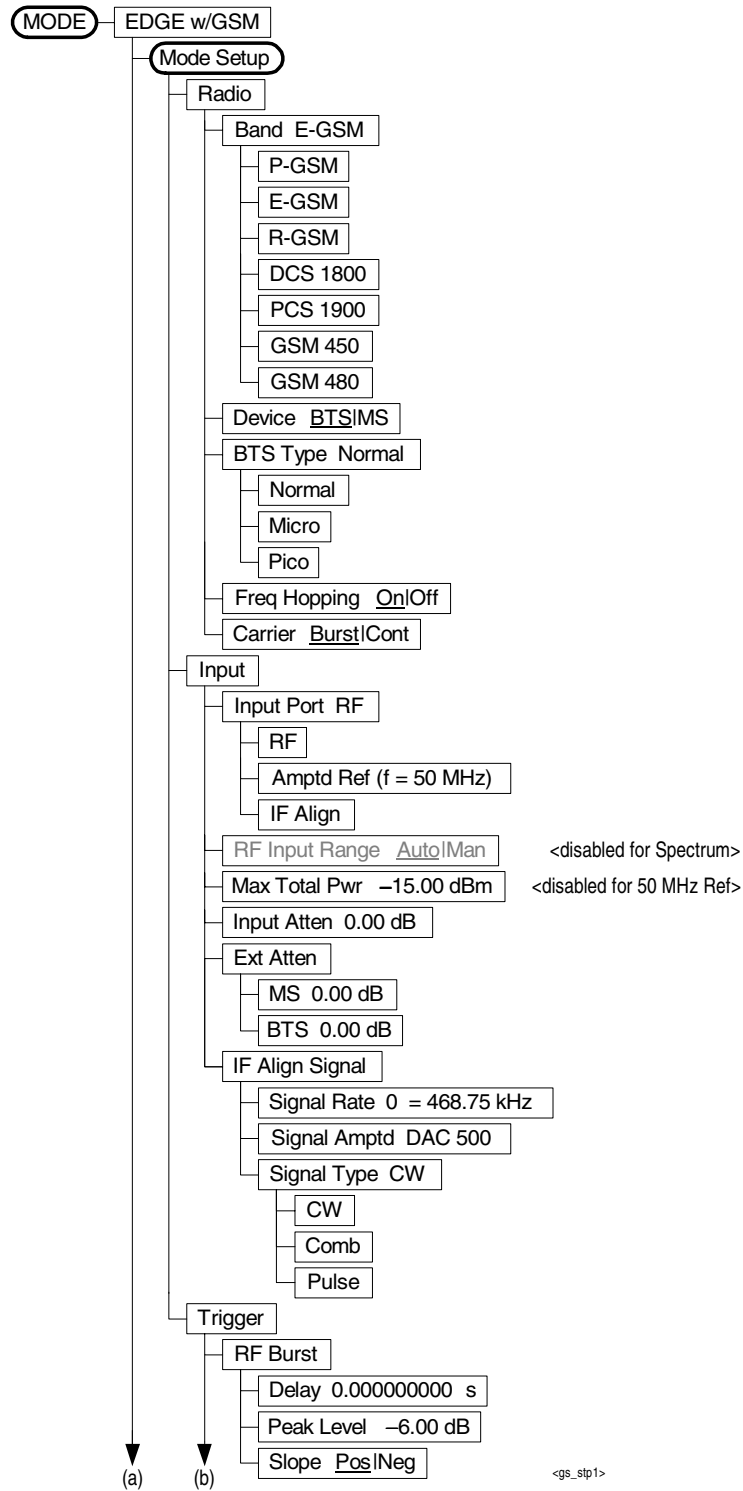 MODE EDGE w/GSM
Mode Setup
Radio
Band E-GSM
P-GSM
E-GSM
R-GSM
DCS 1800
PCS 1900
GSM 450
GSM 480
Device BTS|MS
BTS Type Normal
Normal
Micro
Pico
Freq Hopping On|Off
Carrier Burst|Cont
Input
Input Port RF
RF
Amptd Ref (f = 50 MHz)
IF Align
RF Input Range Auto|Man <disabled for Spectrum>
Max Total Pwr –15.00 dBm <disabled for 50 MHz Ref>
Input Atten 0.00 dB
Ext Atten
MS 0.00 dB
BTS 0.00 dB
IF Align Signal
Signal Rate 0 = 468.75 kHz
Signal Amptd DAC 500
Signal Type CW
CW
Comb
Pulse
Trigger
RF Burst
Delay 0.000000000 s
Peak Level –6.00 dB
Slope Pos|Neg
(a) (b) <gs_stp1>